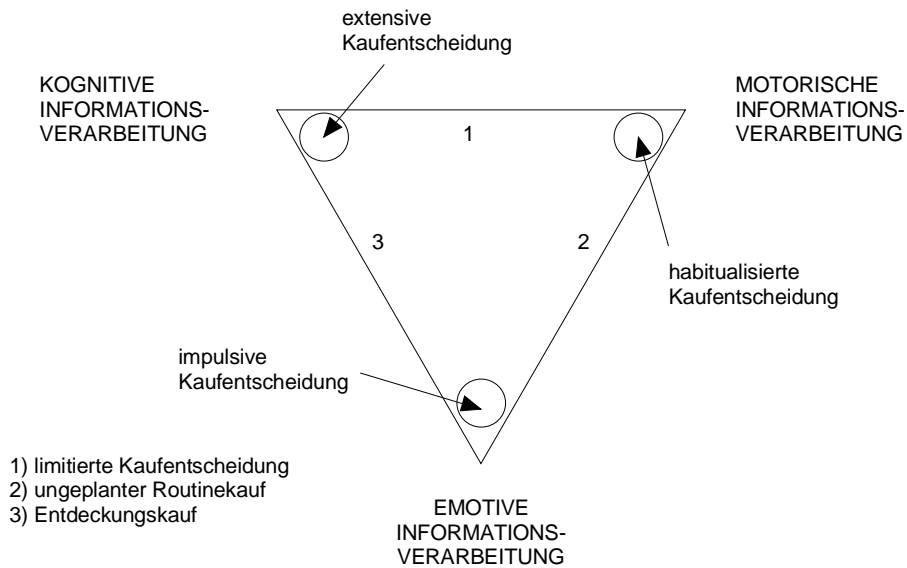 extensive
Kaufentscheidung
KOGNITIVE
INFORMATIONS-
VERARBEITUNG
MOTORISCHE
INFORMATIONS-
VERARBEITUNG
1
3
2
habitualisierte
Kaufentscheidung
impulsive
Kaufentscheidung
1) limitierte Kaufentscheidung
2) ungeplanter Routinekauf
3) Entdeckungskauf
EMOTIVE
INFORMATIONS-
VERARBEITUNG